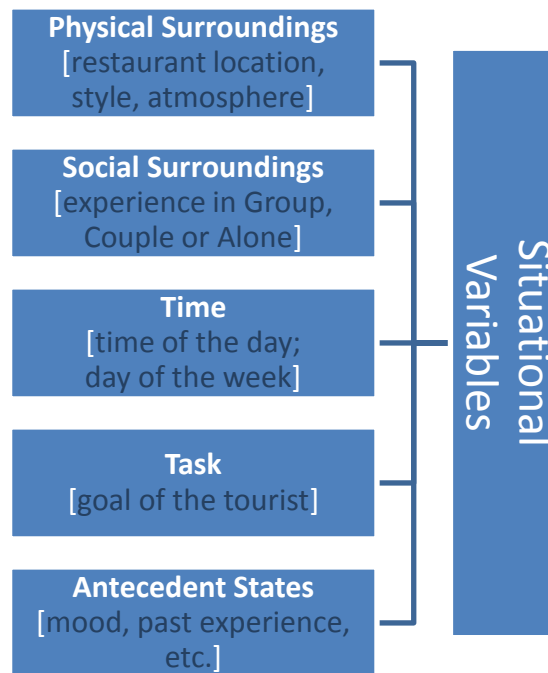 Physical Surroundings
[restaurant location,
style, atmosphere]
Social Surroundings
[experience in Group,
Couple or Alone]
Time
[time of the day;
day of the week]
Task
[goal of the tourist]
Antecedent States
[mood, past experience,
etc.]
Situational
Variables